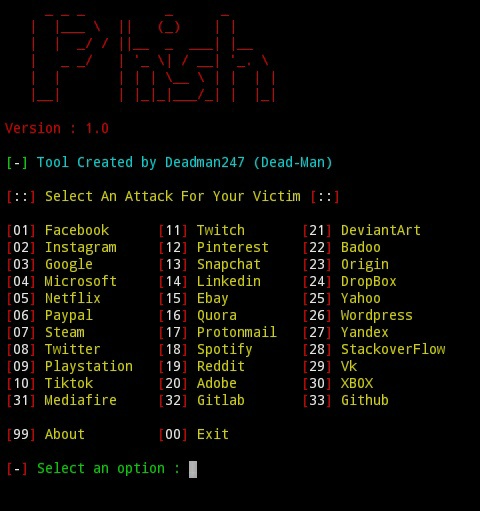 Phish
Version : 1.0
[-] Tool Created by Deadman247 (Dead-Man)
[::] Select An Attack For Your Victim [::]
[01] Facebook [11] Twitch [21] DeviantArt
[02] Instagram [12] Pinterest [22] Badoo
[03] Google [13] Snapchat [23] Origin
[04] Microsoft [14] Linkedin [24] DropBox
[05] Netflix [15] Ebay [25] Yahoo
[06] Paypal [16] Quora [26] Wordpress
[07] Steam [17] Protonmail [27] Yandex
[08] Twitter [18] Spotify [28] StackoverFlow
[09] Playstation [19] Reddit [29] Vk
[10] Tiktok [20] Adobe [30] XBOX
[31] Mediafire [32] Gitlab [33] Github
[99] About [00] Exit
[-] Select an option :